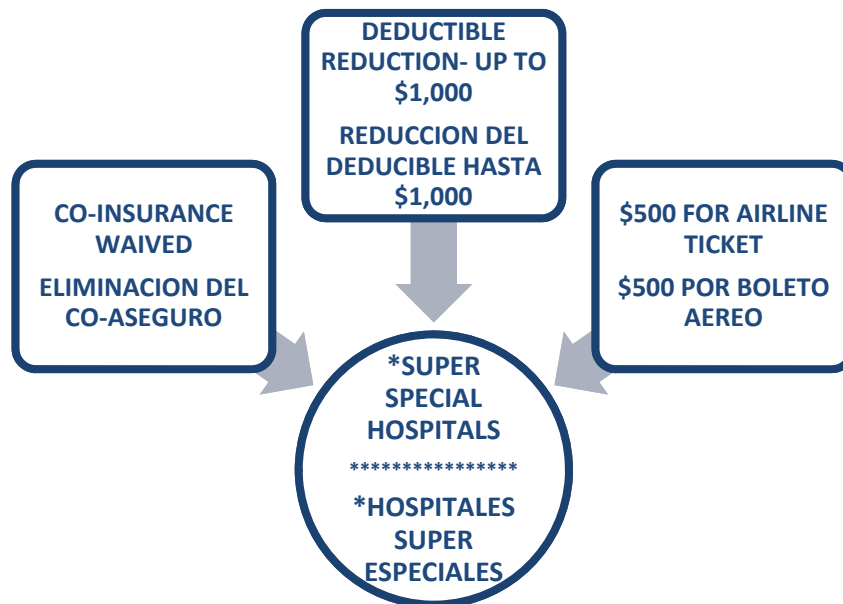 DEDUCTIBLE
REDUCTION- UP TO
$1,000
REDUCCION DEL
DEDUCIBLE HASTA
$1,000
CO-INSURANCE
WAIVED
ELIMINACION DEL
CO-ASEGURO
$500 FOR AIRLINE
TICKET
$500 POR BOLETO
AEREO
*SUPER
SPECIAL
HOSPITALS
****************
*HOSPITALES
SUPER
ESPECIALES